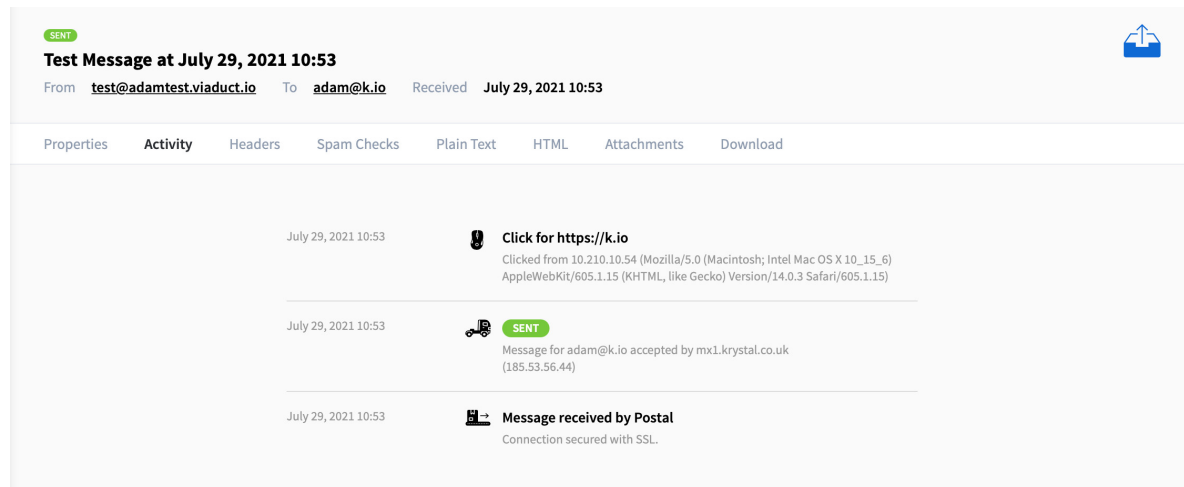 SENT
Test Message at July 29, 2021 10:53
From test@adamtest.viaduct.io To adam@k.io Received July 29, 2021 10:53
Properties Activity Headers Spam Checks Plain Text HTML Attachments Download
July 29, 2021 10:53 Click for https://k.io
Clicked from 10.210.10.54 (Mozilla/5.0 (Macintosh; Intel Mac OS X 10_15_6)
AppleWebKit/605.1.15 (KHTML, like Gecko) Version/14.0.3 Safari/605.1.15)
July 29, 2021 10:53 SENT
Message for adam@k.io accepted by mx1.krystal.co.uk
(185.53.56.44)
July 29, 2021 10:53 Message received by Postal
Connection secured with SSL.